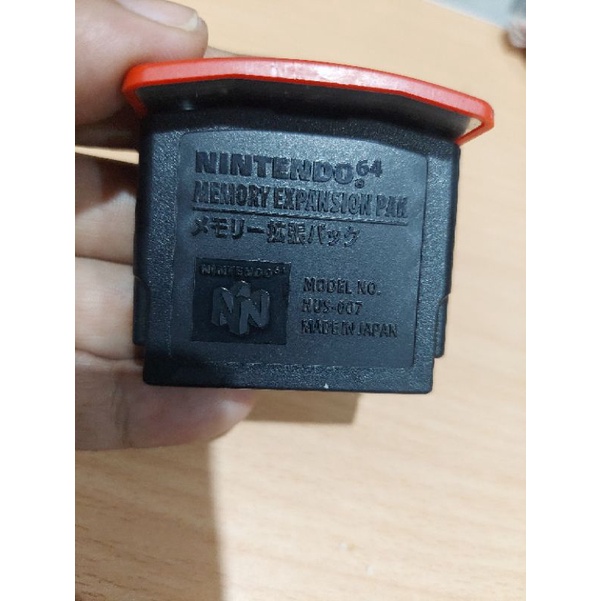 NINTENDO64
MEMORY EXPANSION PAK
メモリー拡張パック
NINTENDO64
MODEL NO.
NUS-007
MADE IN JAPAN